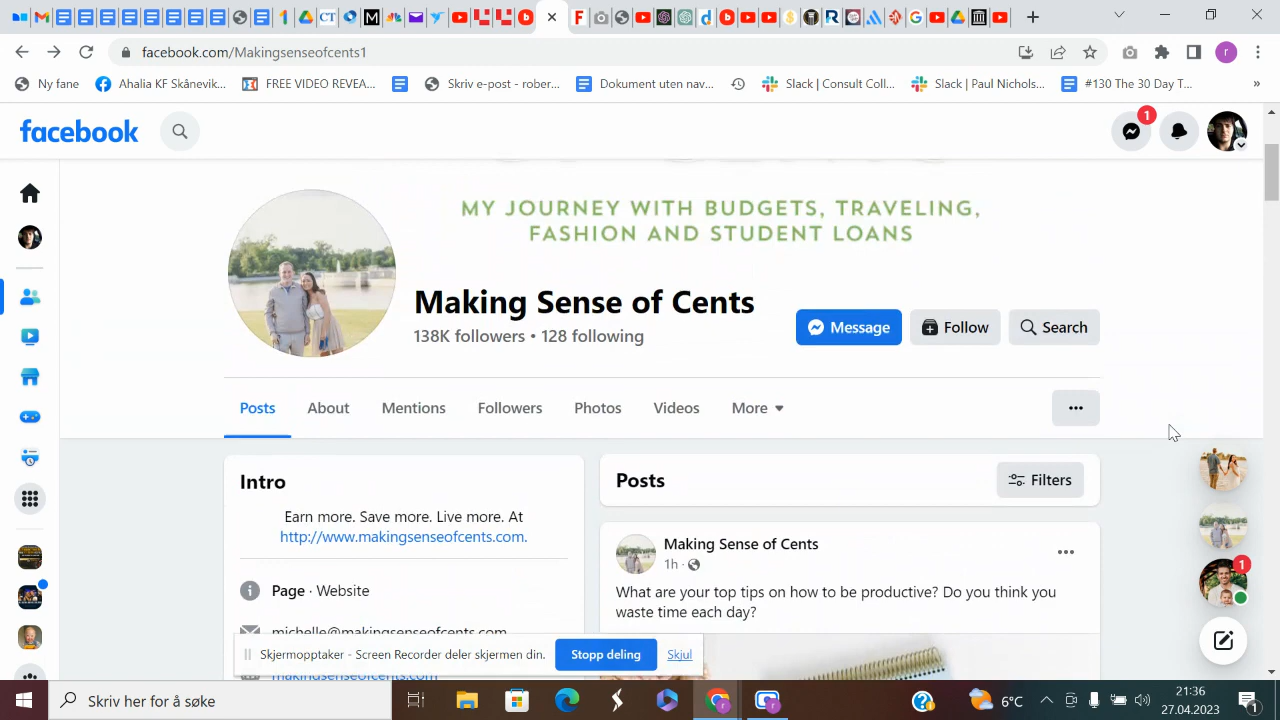 facebook.com/Makingsenseofcents1
Ny fane
Ahalia KF Skånevik...
FREE VIDEO REVEA...
Skriv e-post - rober...
Dokument uten nav...
Slack | Consult Coll...
Slack | Paul Nichols...
#130 The 30 Day T...
»
facebook
1
MY JOURNEY WITH BUDGETS, TRAVELING,
FASHION AND STUDENT LOANS
Making Sense of Cents
138K followers • 128 following
Message
Follow
Search
Posts
About
Mentions
Followers
Photos
Videos
More
Intro
Earn more. Save more. Live more. At
http://www.makingsenseofcents.com.
Page · Website
michelle@makingsenseofcents.com
makingsenseofcents.com
Posts
Filters
Making Sense of Cents
1h ·
What are your top tips on how to be productive? Do you think you
waste time each day?
1
Skjermopptaker - Screen Recorder deler skjermen din.
Stopp deling
Skjul
Skriv her for å søke
6°C
21:36
27.04.2023
1